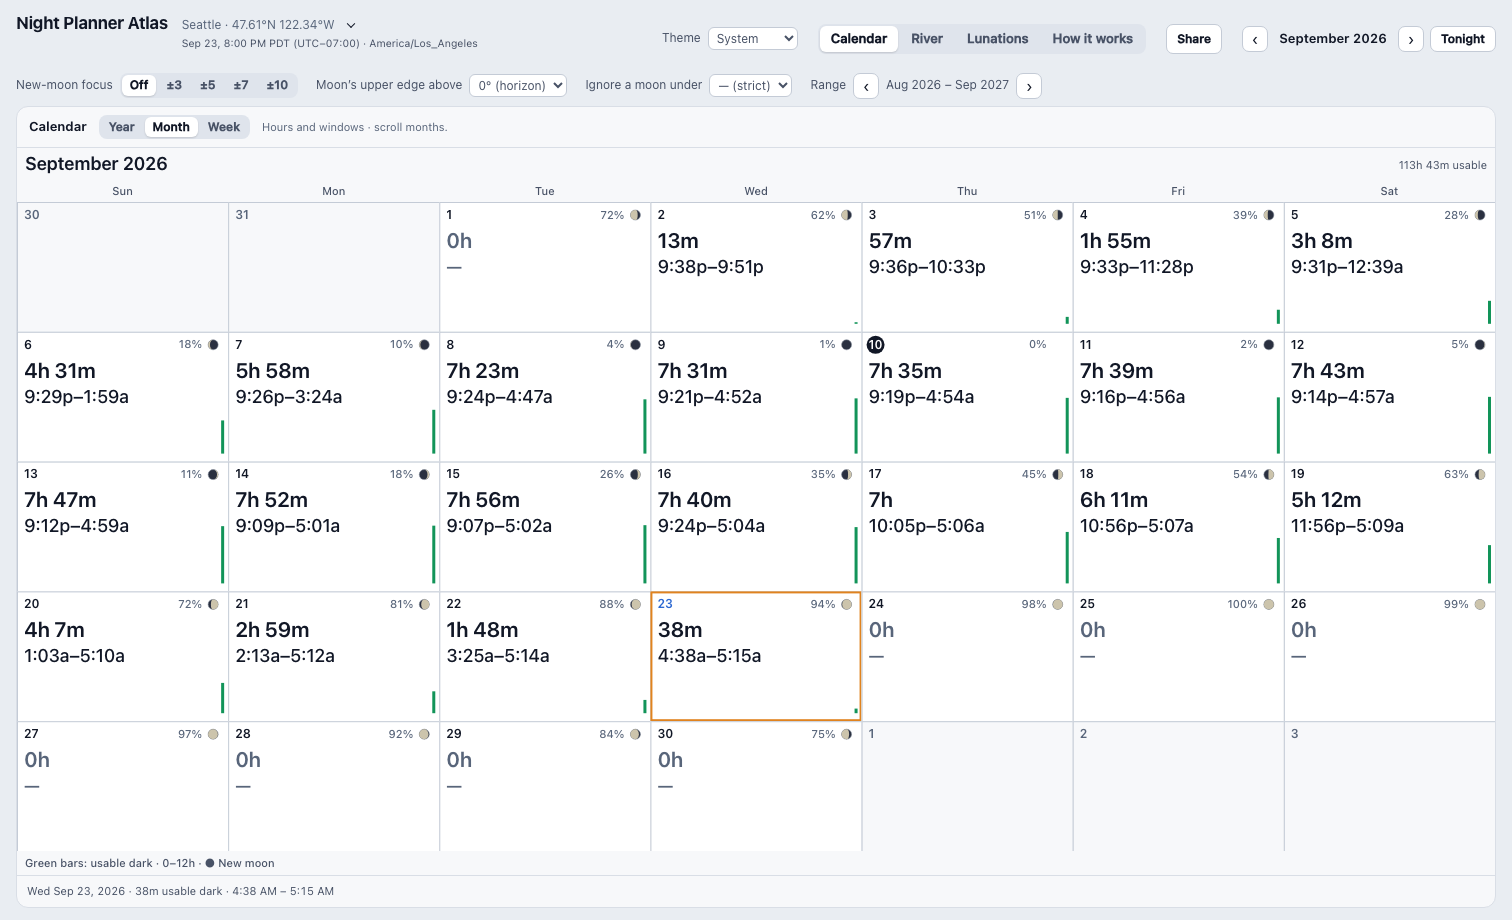 Night Planner Atlas
Seattle · 47.61°N 122.34°W
Sep 23, 8:00 PM PDT (UTC−07:00) · America/Los_Angeles
Theme System Calendar River Lunations How it works Share ‹ September 2026 › Tonight
New-moon focus Off ±3 ±5 ±7 ±10 Moon's upper edge above 0° (horizon) Ignore a moon under — (strict) Range ‹ Aug 2026 – Sep 2027 ›
Calendar Year Month Week Hours and windows · scroll months.
September 2026 113h 43m usable
Sun Mon Tue Wed Thu Fri Sat
30 31 1 72% 2 62% 3 51% 4 39% 5 28%
0h 13m 57m 1h 55m 3h 8m
— 9:38p–9:51p 9:36p–10:33p 9:33p–11:28p 9:31p–12:39a
6 18% 7 10% 8 4% 9 1% 10 0% 11 2% 12 5%
4h 31m 5h 58m 7h 23m 7h 31m 7h 35m 7h 39m 7h 43m
9:29p–1:59a 9:26p–3:24a 9:24p–4:47a 9:21p–4:52a 9:19p–4:54a 9:16p–4:56a 9:14p–4:57a
13 11% 14 18% 15 26% 16 35% 17 45% 18 54% 19 63%
7h 47m 7h 52m 7h 56m 7h 40m 7h 6h 11m 5h 12m
9:12p–4:59a 9:09p–5:01a 9:07p–5:02a 9:24p–5:04a 10:05p–5:06a 10:56p–5:07a 11:56p–5:09a
20 72% 21 81% 22 88% 23 94% 24 98% 25 100% 26 99%
4h 7m 2h 59m 1h 48m 38m 0h 0h 0h
1:03a–5:10a 2:13a–5:12a 3:25a–5:14a 4:38a–5:15a — — —
27 97% 28 92% 29 84% 30 75% 1 2 3
0h 0h 0h 0h
— — — —
Green bars: usable dark · 0–12h · ● New moon
Wed Sep 23, 2026 · 38m usable dark · 4:38 AM – 5:15 AM